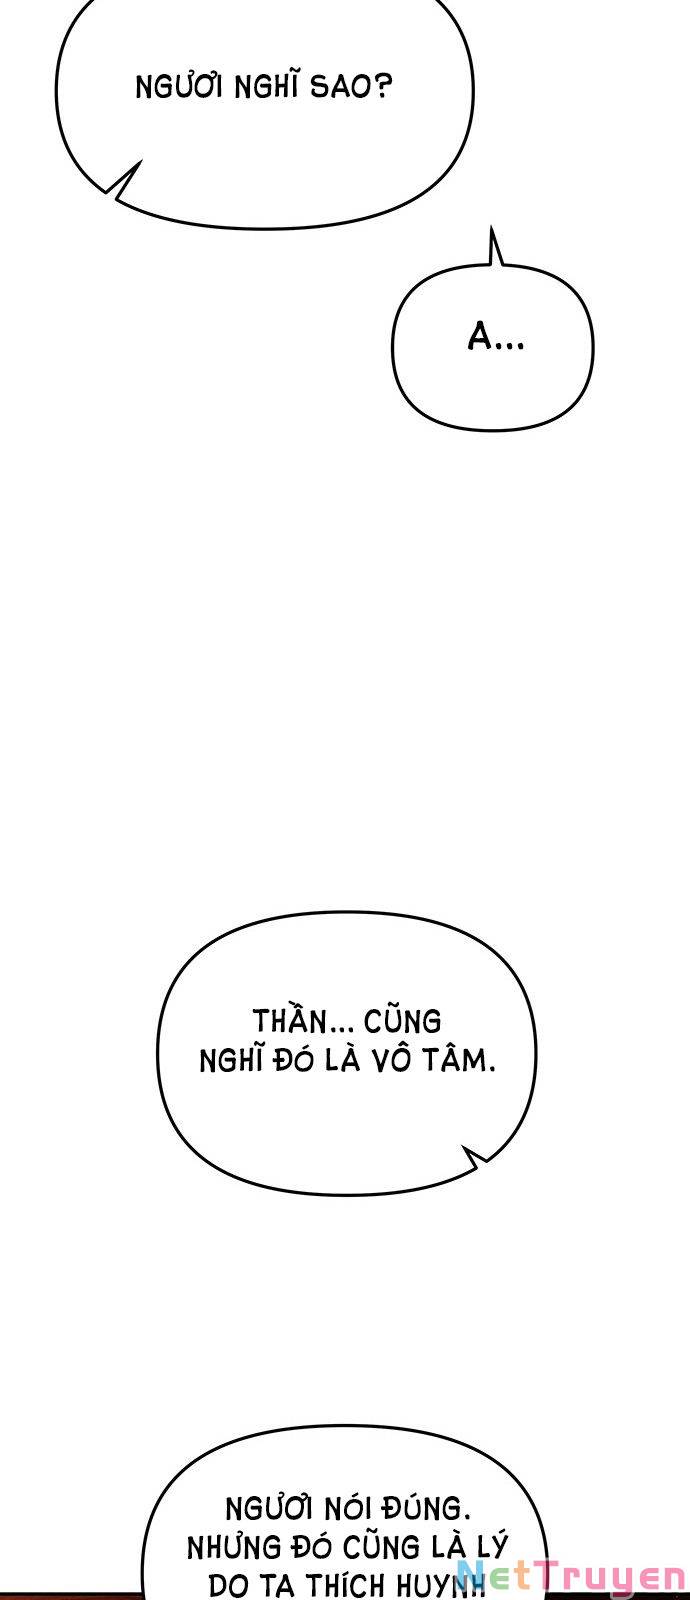 NGƯƠI NGHĨ SAO?
A...
THẦN... CŨNG
NGHĨ ĐÓ LÀ VÔ TÂM.
NGƯƠI NÓI ĐÚNG.
NHƯNG ĐÓ CŨNG LÀ LÝ
DO TA THÍCH HUYNH
NetTruyen